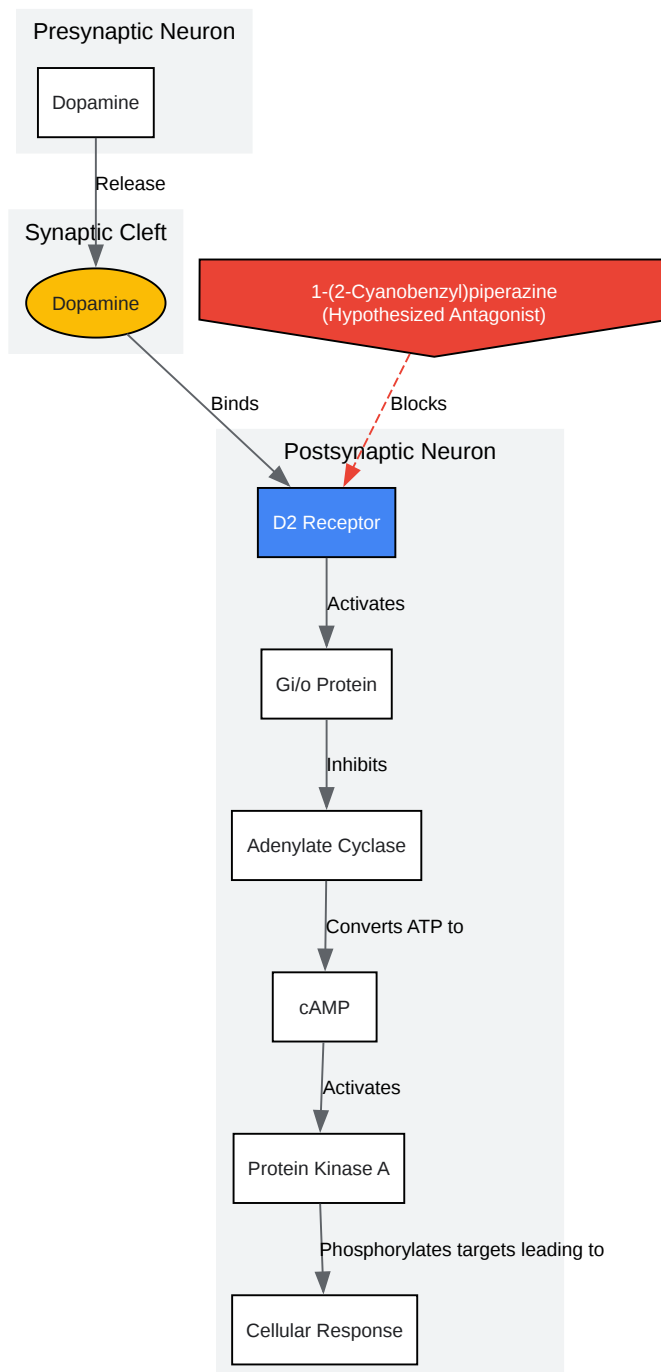 Presynaptic Neuron
Dopamine
Release
Synaptic Cleft
Dopamine
1-(2-Cyanobenzyl)piperazine
(Hypothesized Antagonist)
Binds
Blocks
Postsynaptic Neuron
D2 Receptor
Activates
Gi/o Protein
Inhibits
Adenylate Cyclase
Converts ATP to
cAMP
Activates
Protein Kinase A
Phosphorylates targets leading to
Cellular Response